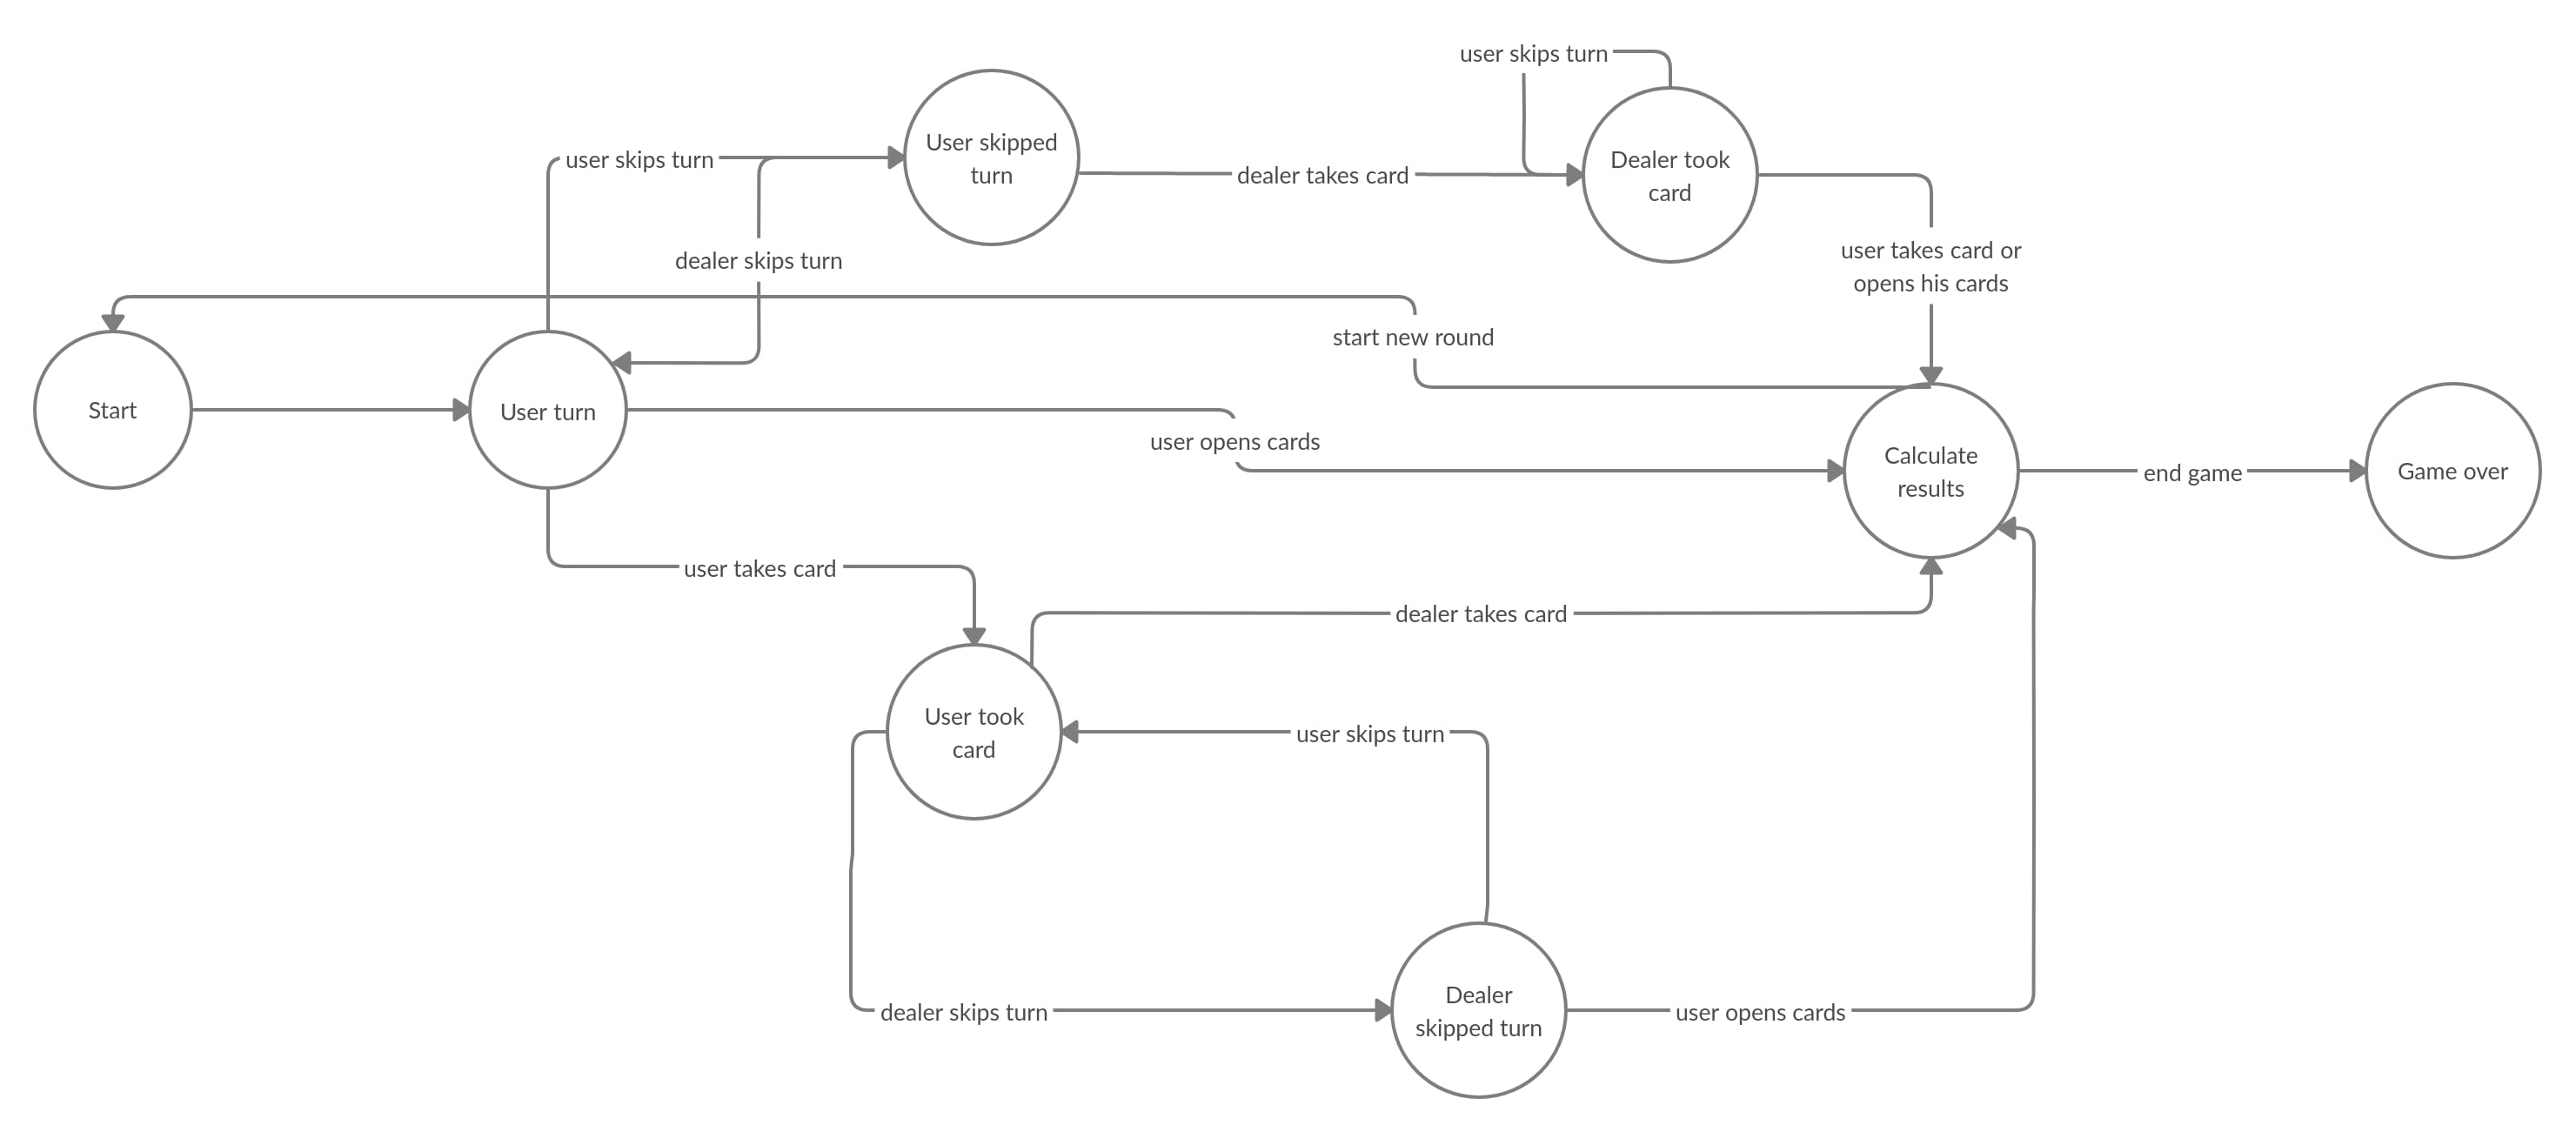 user skips turn
User skipped
turn
user skips turn
Dealer took
card
dealer takes card
dealer skips turn
user takes card or
opens his cards
start new round
Start
User turn
user opens cards
Calculate
results
end game
Game over
user takes card
dealer takes card
User took
card
user skips turn
dealer skips turn
Dealer
skipped turn
user opens cards